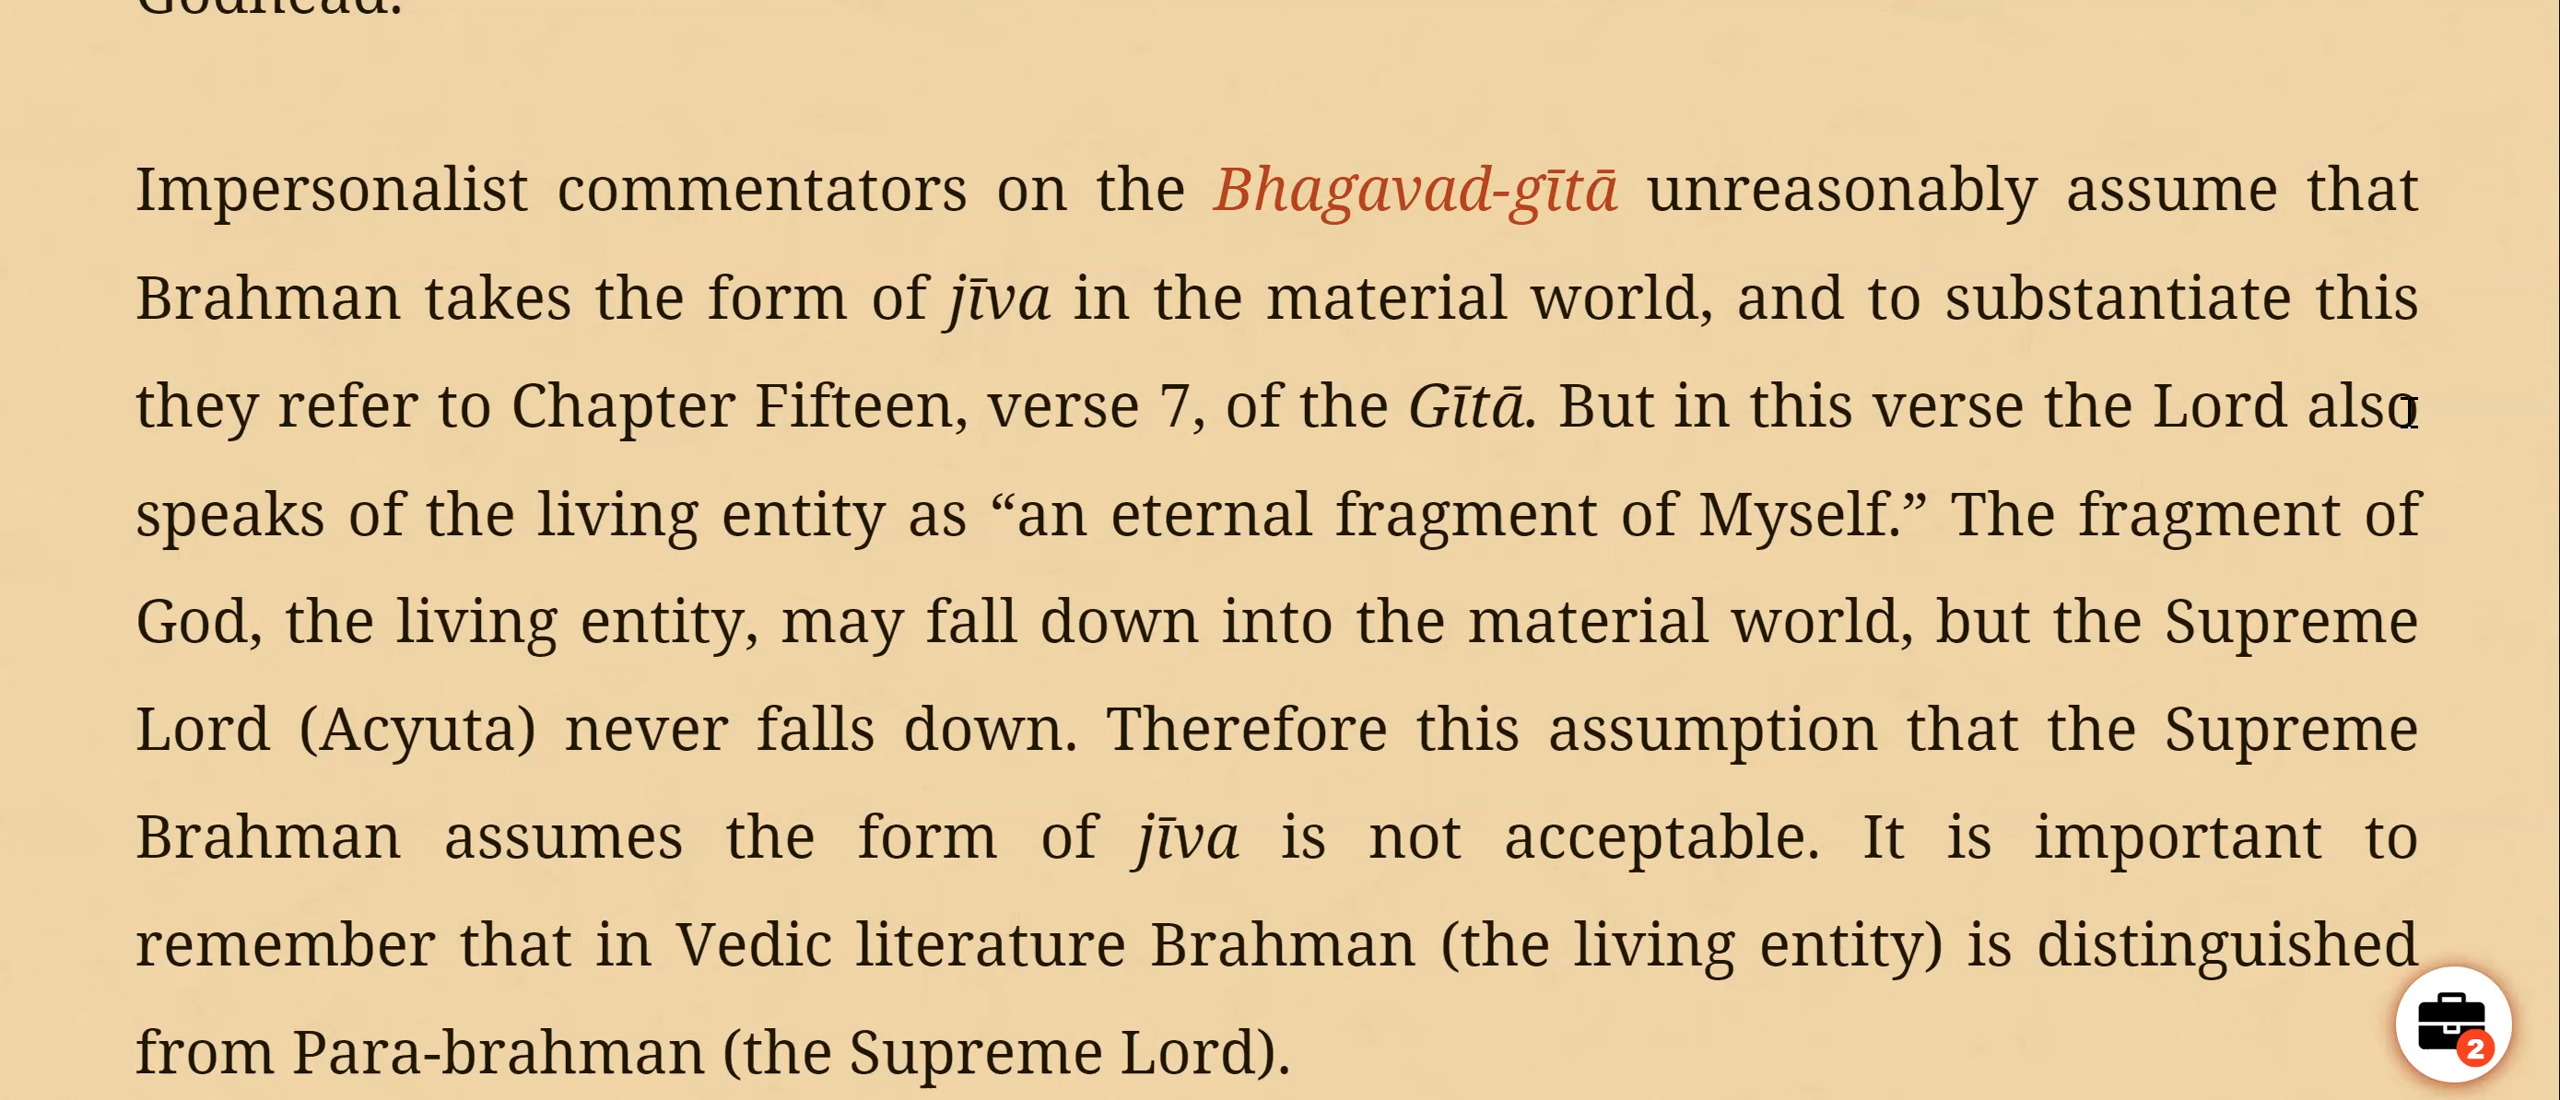 Godhead.
Impersonalist commentators on the Bhagavad-gītā unreasonably assume that
Brahman takes the form of jīva in the material world, and to substantiate this
they refer to Chapter Fifteen, verse 7, of the Gītā. But in this verse the Lord also
speaks of the living entity as “an eternal fragment of Myself.” The fragment of
God, the living entity, may fall down into the material world, but the Supreme
Lord (Acyuta) never falls down. Therefore this assumption that the Supreme
Brahman assumes the form of jīva is not acceptable. It is important to
remember that in Vedic literature Brahman (the living entity) is distinguished
from Para-brahman (the Supreme Lord).
2